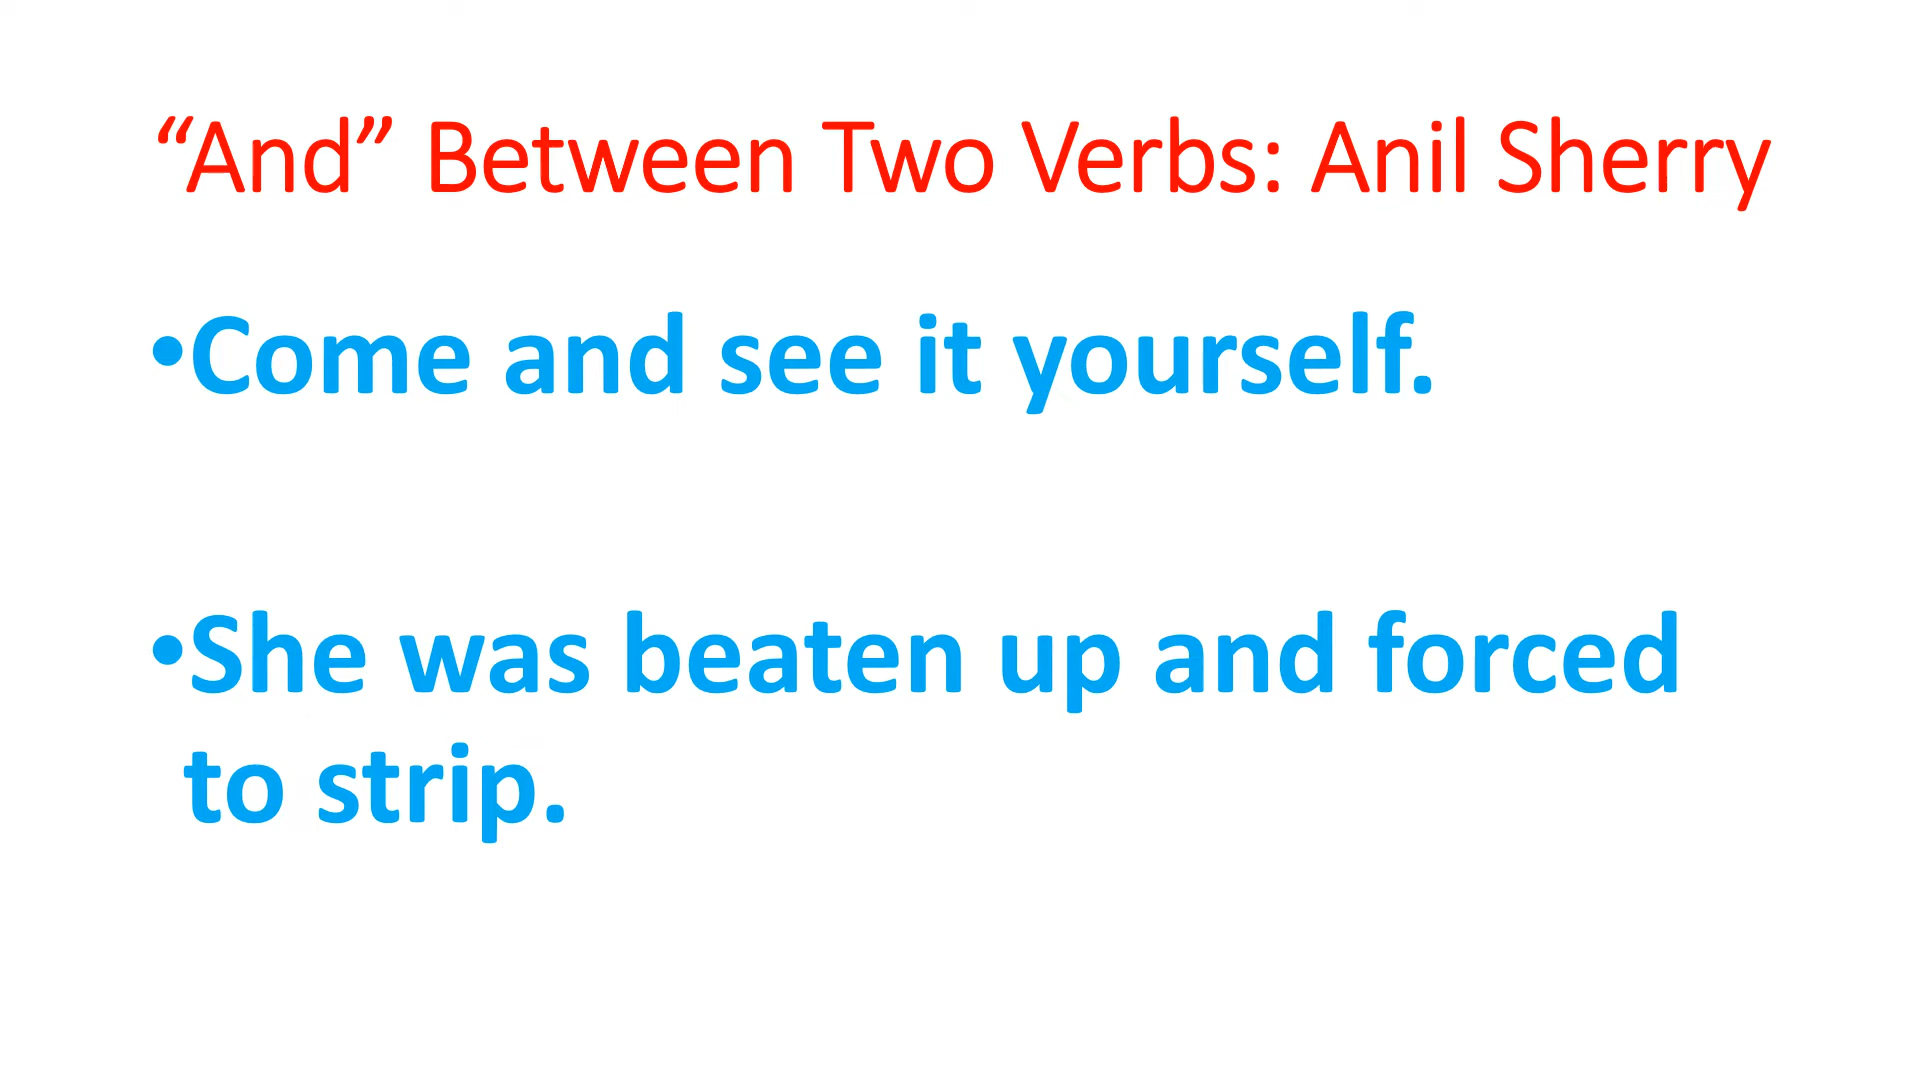 “And” Between Two Verbs: Anil Sherry
•Come and see it yourself.
•She was beaten up and forced
to strip.